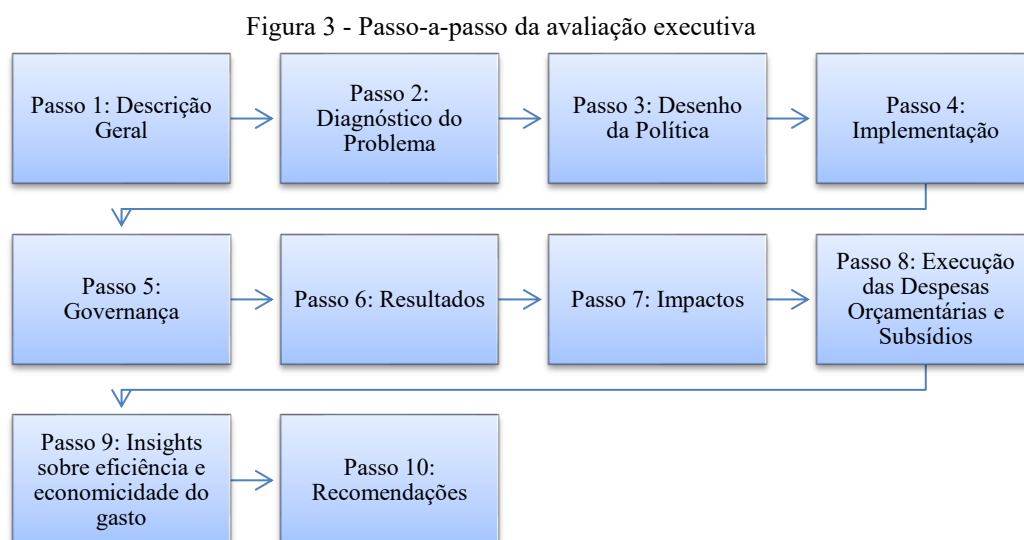 Figura 3 - Passo-a-passo da avaliação executiva
Passo 1: Descrição
Geral
Passo 2:
Diagnóstico do
Problema
Passo 3: Desenho
da Política
Passo 4:
Implementação
Passo 5:
Governança
Passo 6: Resultados
Passo 7: Impactos
Passo 8: Execução
das Despesas
Orçamentárias e
Subsídios
Passo 9: Insights
sobre eficiência e
economicidade do
gasto
Passo 10:
Recomendações